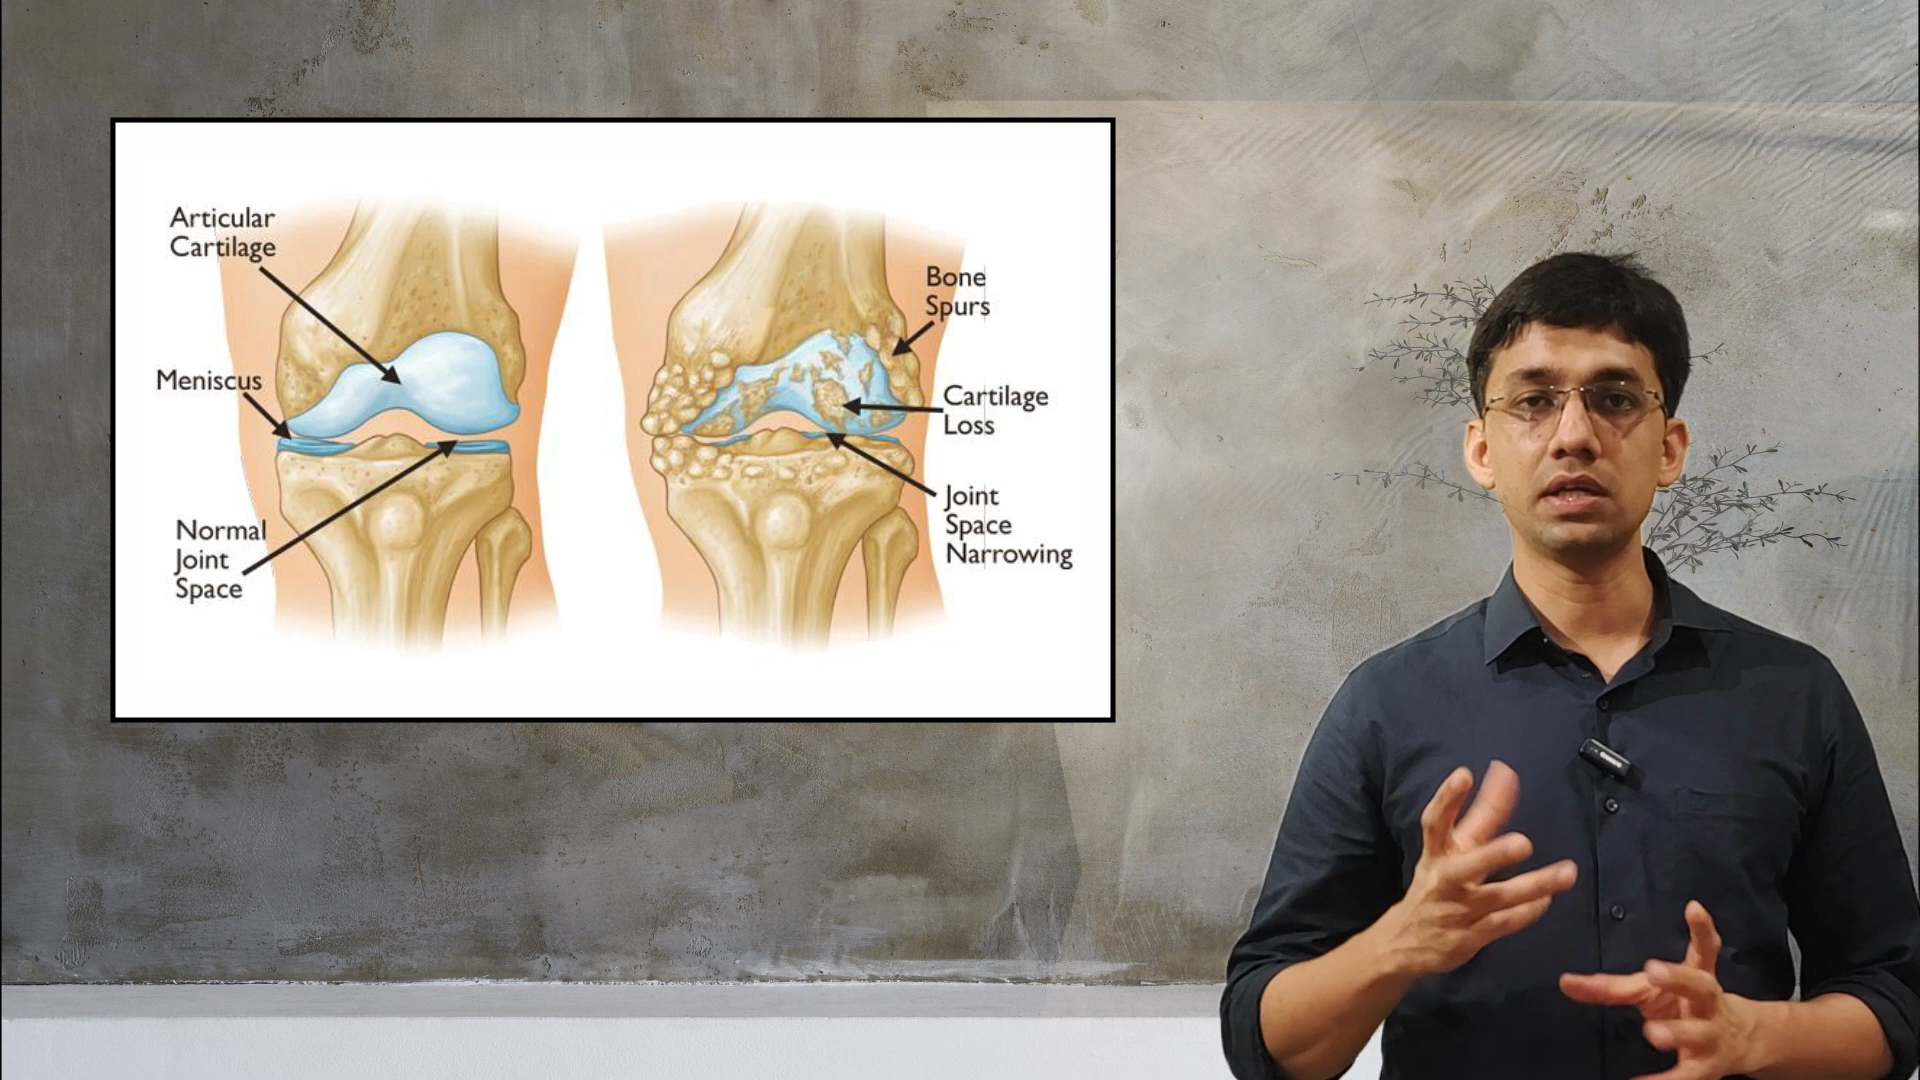 Articular
Cartilage
Meniscus
Normal
Joint
Space
Bone
Spurs
Cartilage
Loss
Joint
Space
Narrowing